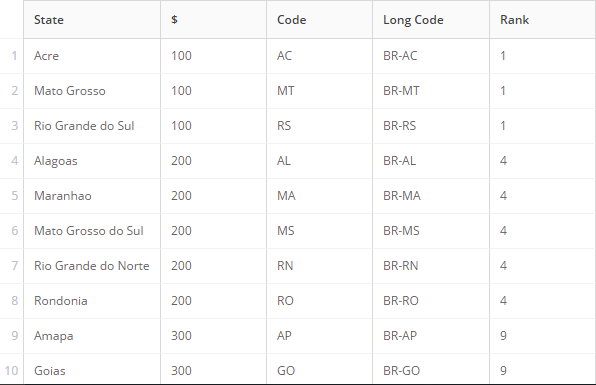 State $ Code Long Code Rank
1 Acre 100 AC BR-AC 1
2 Mato Grosso 100 MT BR-MT 1
3 Rio Grande do Sul 100 RS BR-RS 1
4 Alagoas 200 AL BR-AL 4
5 Maranhao 200 MA BR-MA 4
6 Mato Grosso do Sul 200 MS BR-MS 4
7 Rio Grande do Norte 200 RN BR-RN 4
8 Rondonia 200 RO BR-RO 4
9 Amapa 300 AP BR-AP 9
10 Goias 300 GO BR-GO 9